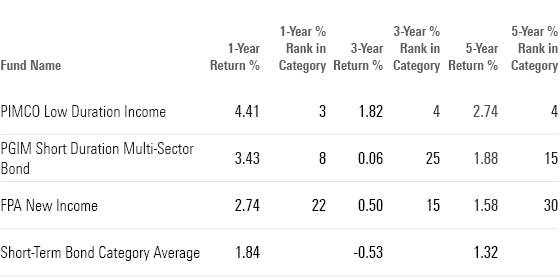 Fund Name 1-Year Return % 1-Year % Rank in Category 3-Year Return % 3-Year % Rank in Category 5-Year Return % 5-Year % Rank in Category
PIMCO Low Duration Income 4.41 3 1.82 4 2.74 4
PGIM Short Duration Multi-Sector
Bond 3.43 8 0.06 25 1.88 15
FPA New Income 2.74 22 0.50 15 1.58 30
Short-Term Bond Category Average 1.84 -0.53 1.32